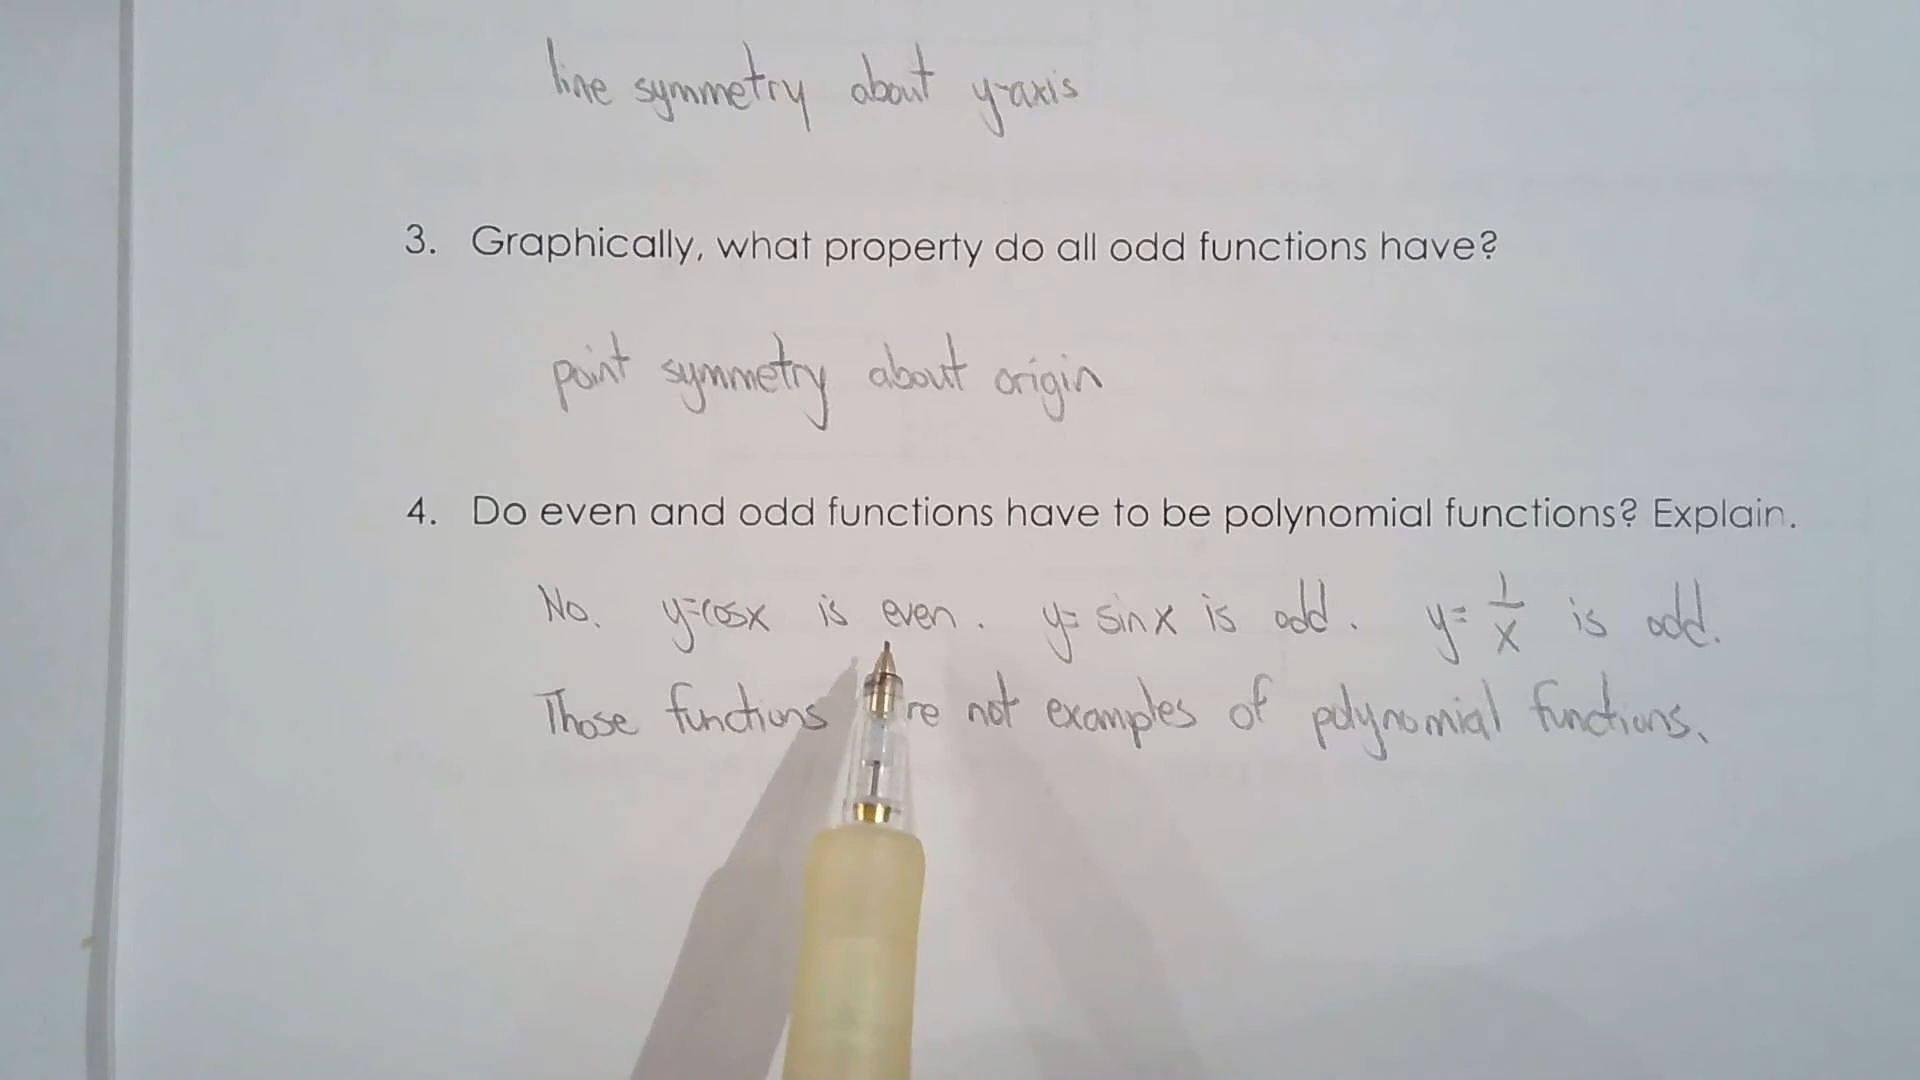 line symmetry about y-axis
3. Graphically, what property do all odd functions have?
point symmetry about origin
4. Do even and odd functions have to be polynomial functions? Explain.
No. y=cosx is even. y= sinx is odd. y= 1/x is odd.
Those functions re not examples of polynomial functions.